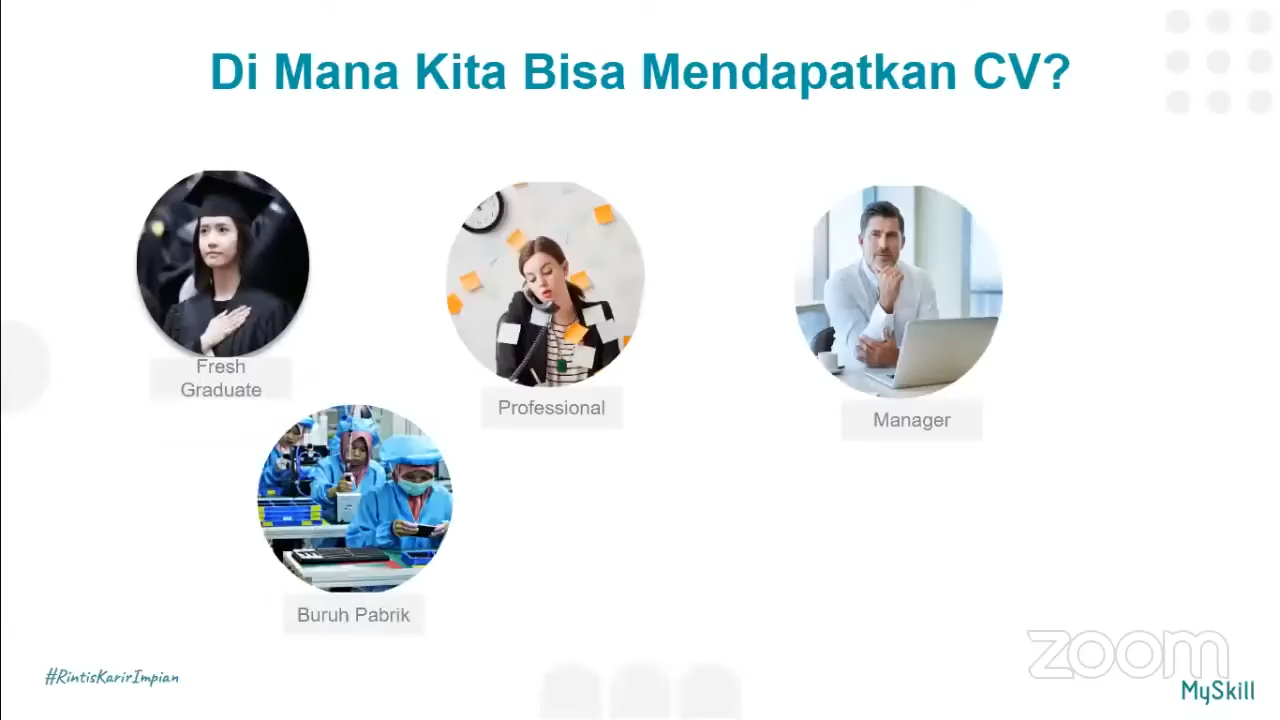 Di Mana Kita Bisa Mendapatkan CV?
Fresh
Graduate
Professional
Manager
Buruh Pabrik
#RintisKarirImpian
zoom
MySkill